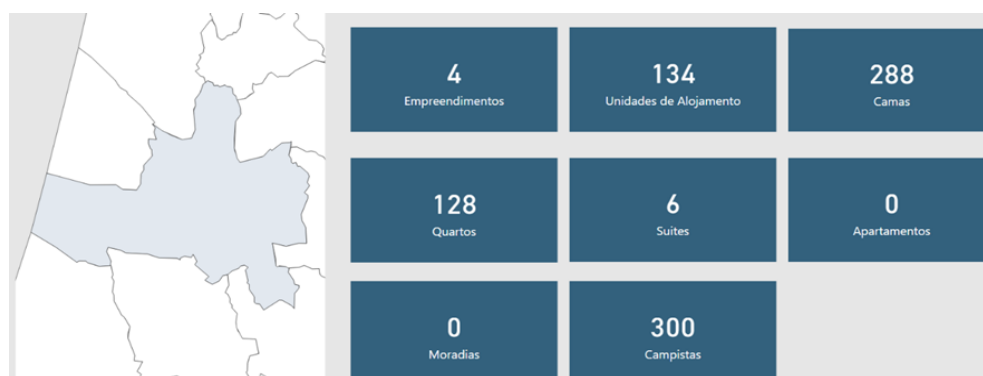 4
Empreendimentos
134
Unidades de Alojamento
288
Camas
128
Quartos
6
Suites
0
Apartamentos
0
Moradias
300
Campistas